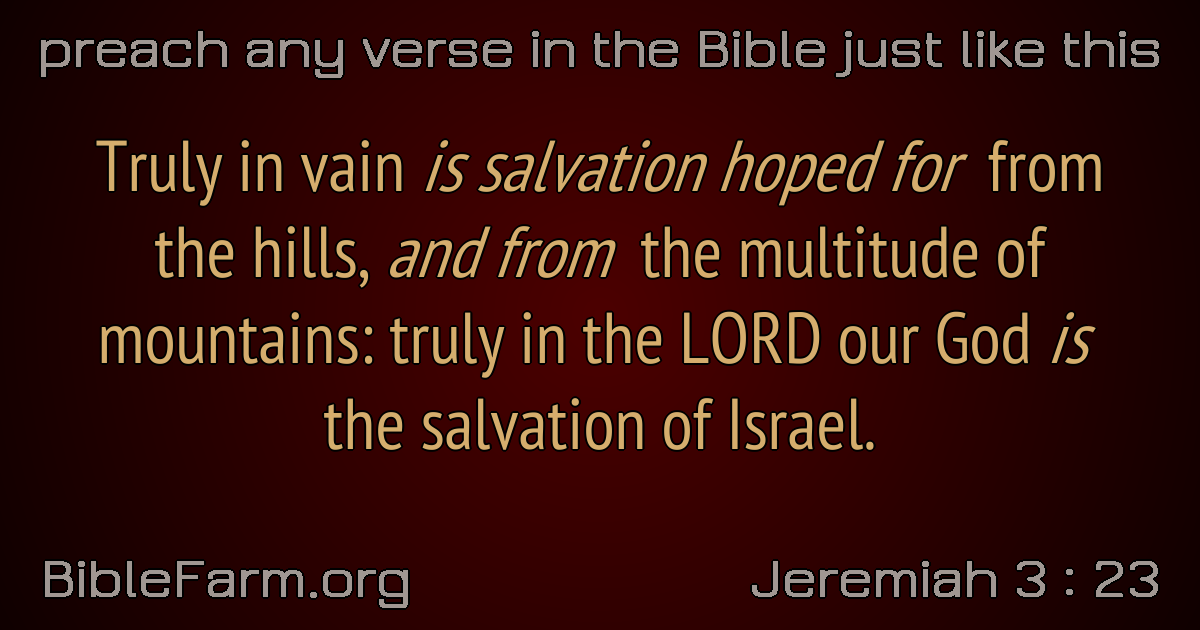 preach any verse in the Bible just like this
Truly in vain is salvation hoped for from
the hills, and from the multitude of
mountains: truly in the LORD our God is
the salvation of Israel.
BibleFarm.org
Jeremiah 3 : 23